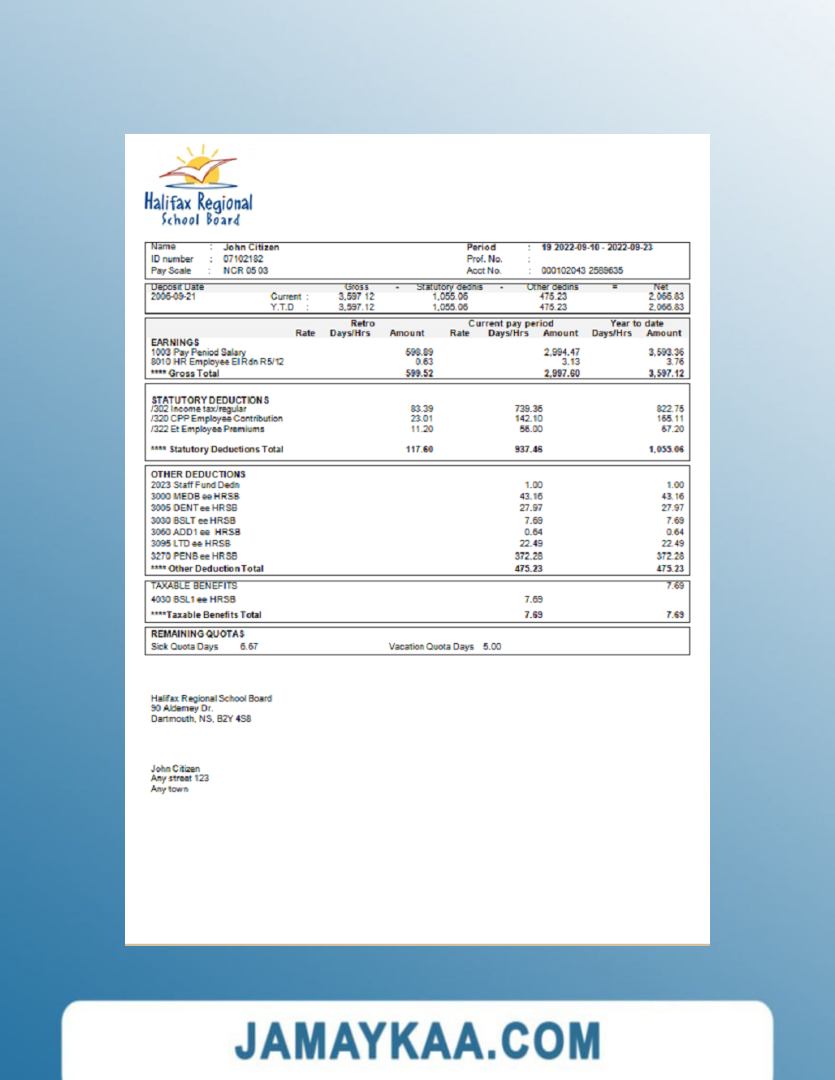 Halifax Regional
School Board
Name : John Citizen Period : 19 2022-09-10 - 2022-09-23
ID number : 07102182 Prof. No. :
Pay Scale : NCR 05 03 Acct No. : 000102043 2589635
Deposit Date Gross - Statutory dedns - Other dedns = Net
2006-09-21 Current : 3,597 12 1,055.06 475.23 2,066.83
Y.T.D : 3,597.12 1,055.06 475.23 2,066.83
Retro Current pay period Year to date
Rate Days/Hrs Amount Rate Days/Hrs Amount Days/Hrs Amount
EARNINGS
1003 Pay Period Salary 598.89 2,994.47 3,593.36
8010 HR Employee EI Rdn R5/12 0.63 3.13 3.76
**** Gross Total 599.52 2,997.60 3,597.12
STATUTORY DEDUCTIONS
/302 Income tax/regular 83.39 739.36 822.75
/320 CPP Employee Contribution 23.01 142.10 165.11
/322 Et Employee Premiums 11.20 56.00 67.20
**** Statutory Deductions Total 117.60 937.46 1,055.06
OTHER DEDUCTIONS
2023 Staff Fund Dedn 1.00 1.00
3000 MEDB ee HRSB 43.16 43.16
3005 DENT ee HRSB 27.97 27.97
3030 BSLT ee HRSB 7.69 7.69
3060 ADD1 ee HRSB 0.64 0.64
3095 LTD ee HRSB 22.49 22.49
3270 PENB ee HRSB 372.28 372.28
**** Other Deduction Total 475.23 475.23
TAXABLE BENEFITS 7.69
4030 BSL1 ee HRSB 7.69
****Taxable Benefits Total 7.69 7.69
REMAINING QUOTAS
Sick Quota Days 6.67 Vacation Quota Days 5.00
Halifax Regional School Board
90 Alderney Dr.
Dartmouth, NS, B2Y 4S8
John Citizen
Any street 123
Any town
JAMAYKAA.COM